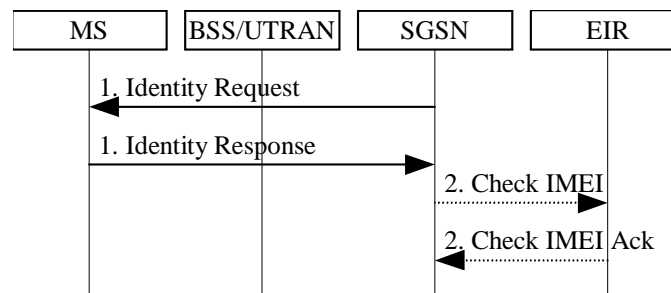 MS BSS/UTRAN SGSN EIR
1. Identity Request
1. Identity Response
2. Check IMEI
2. Check IMEI Ack